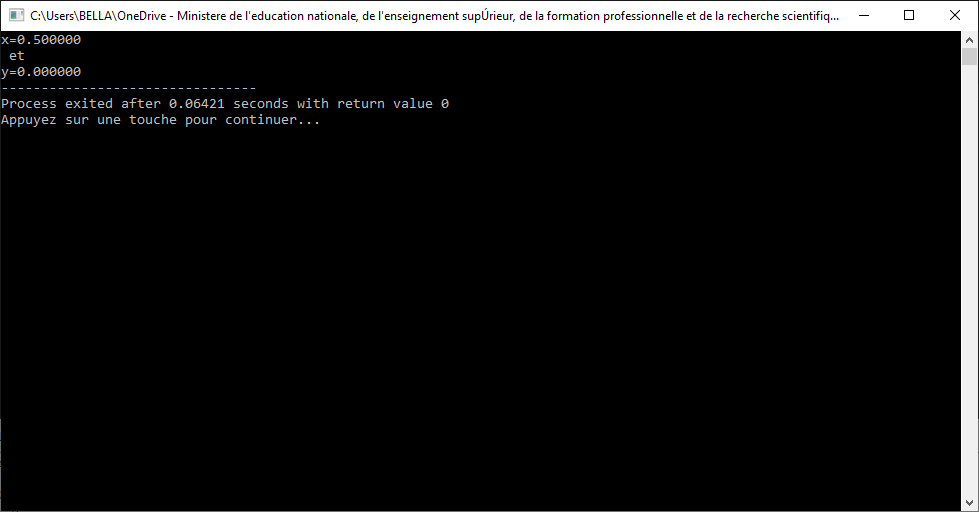 C:\Users\BELLA\OneDrive - Ministere de l'education nationale, de l'enseignement supÚrieur, de la formation professionnelle et de la recherche scientifiq...
x=0.500000
 et
y=0.000000
--------------------------------
Process exited after 0.06421 seconds with return value 0
Appuyez sur une touche pour continuer...